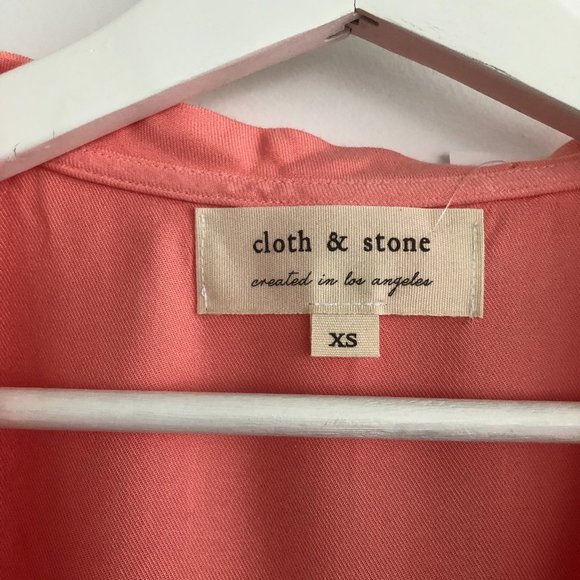 cloth & stone
created in los angeles
XS